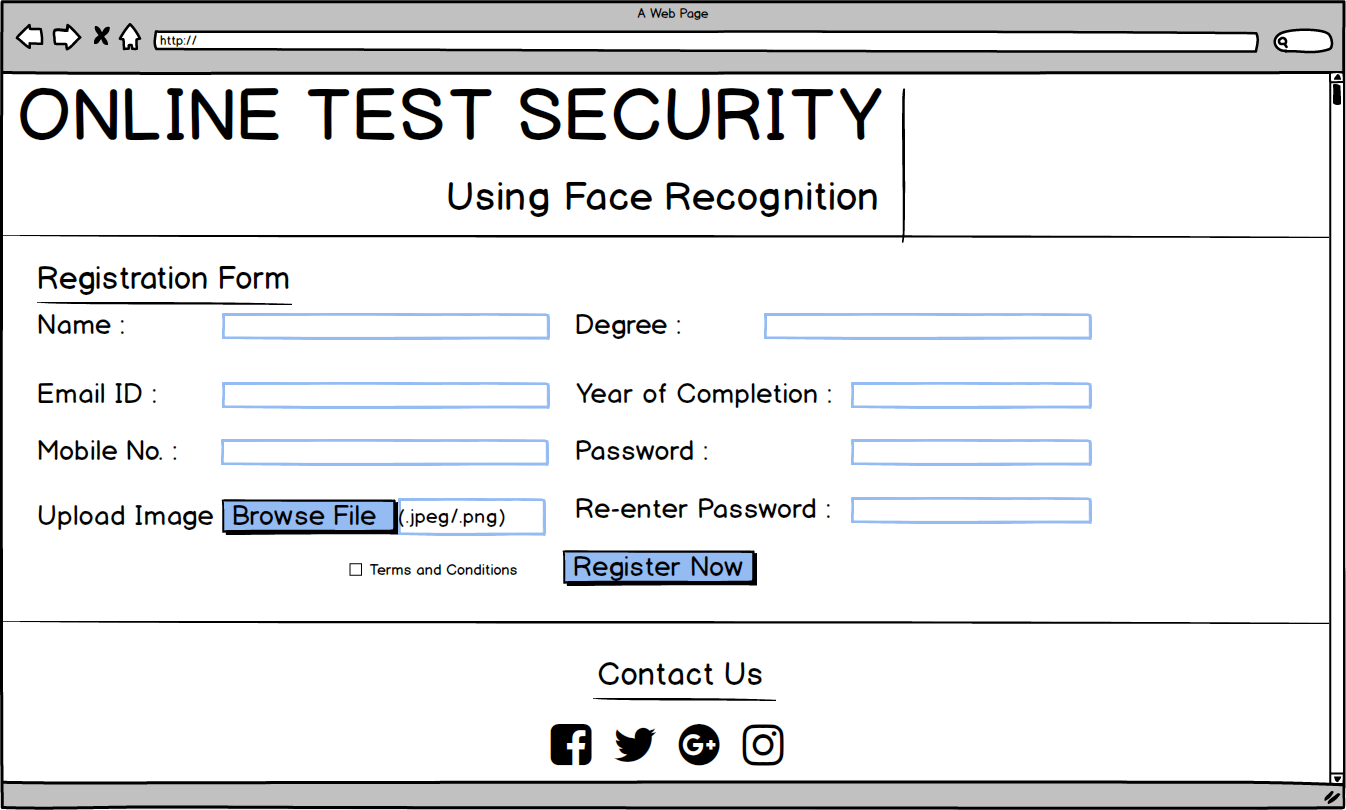 A Web Page
http://
ONLINE TEST SECURITY
Using Face Recognition
Registration Form
Name :
Degree :
Email ID :
Year of Completion :
Mobile No. :
Password :
Upload Image Browse File (.jpeg/.png)
Re-enter Password :
Terms and Conditions
Register Now
Contact Us